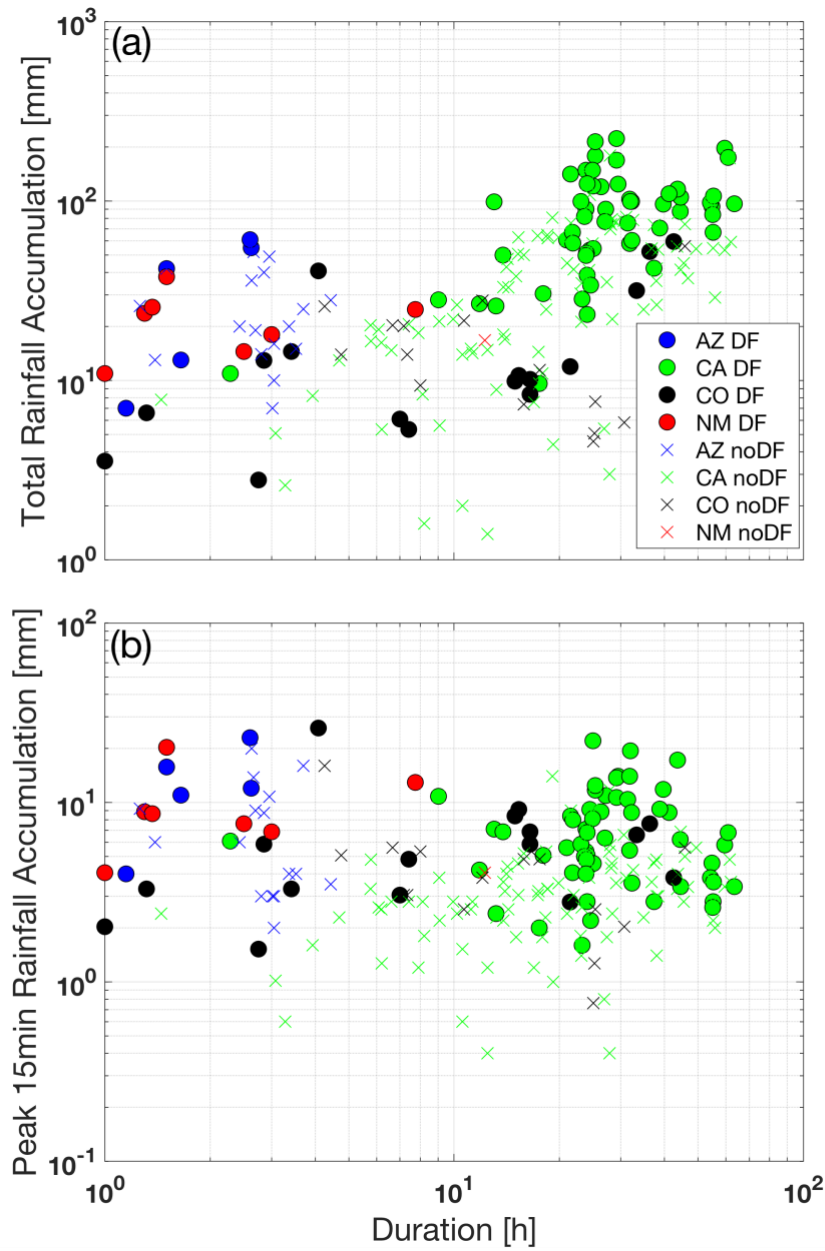 (a)
Total Rainfall Accumulation [mm]
10³
10²
10¹
10⁰
AZ DF
CA DF
CO DF
NM DF
AZ noDF
CA noDF
CO noDF
NM noDF
(b)
Peak 15min Rainfall Accumulation [mm]
10²
10¹
10⁰
10⁻¹
10⁰
10¹
10²
Duration [h]